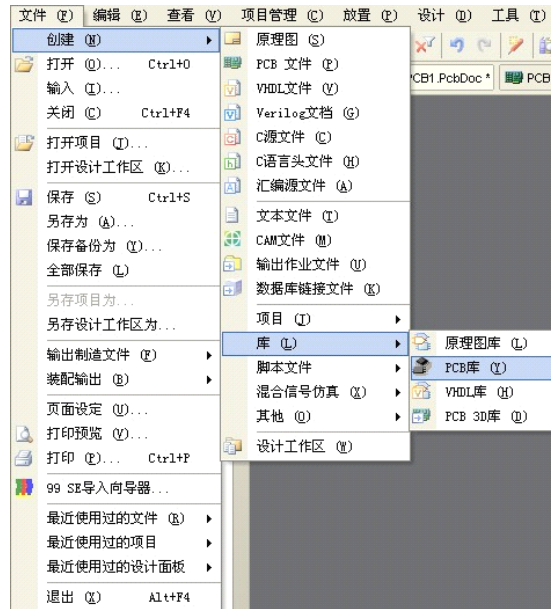 文件 (F) 编辑 (E) 查看 (V) 项目管理 (C) 放置 (P) 设计 (D) 工具 (T)
创建 (N)
打开 (O)... Ctrl+O
输入 (I)...
关闭 (C) Ctrl+F4
打开项目 (J)...
打开设计工作区 (K)...
保存 (S) Ctrl+S
另存为 (A)...
保存备份为 (Y)...
全部保存 (L)
另存项目为...
另存设计工作区为...
输出制造文件 (F)
装配输出 (B)
页面设定 (U)...
打印预览 (V)...
打印 (P)... Ctrl+P
99 SE导入向导器...
最近使用过的文件 (R)
最近使用过的项目
最近使用过的设计面板
退出 (X) Alt+F4
原理图 (S)
PCB 文件 (P)
VHDL文件 (V)
Verilog文档 (G)
C源文件 (C)
C语言头文件 (H)
汇编源文件 (A)
文本文件 (T)
CAM文件 (M)
输出作业文件 (U)
数据库链接文件 (K)
项目 (J)
库 (L)
脚本文件
混合信号仿真 (X)
其他 (O)
设计工作区 (W)
原理图库 (L)
PCB库 (Y)
VHDL库 (H)
PCB 3D库 (D)
PCB1.PcbDoc *
PCB